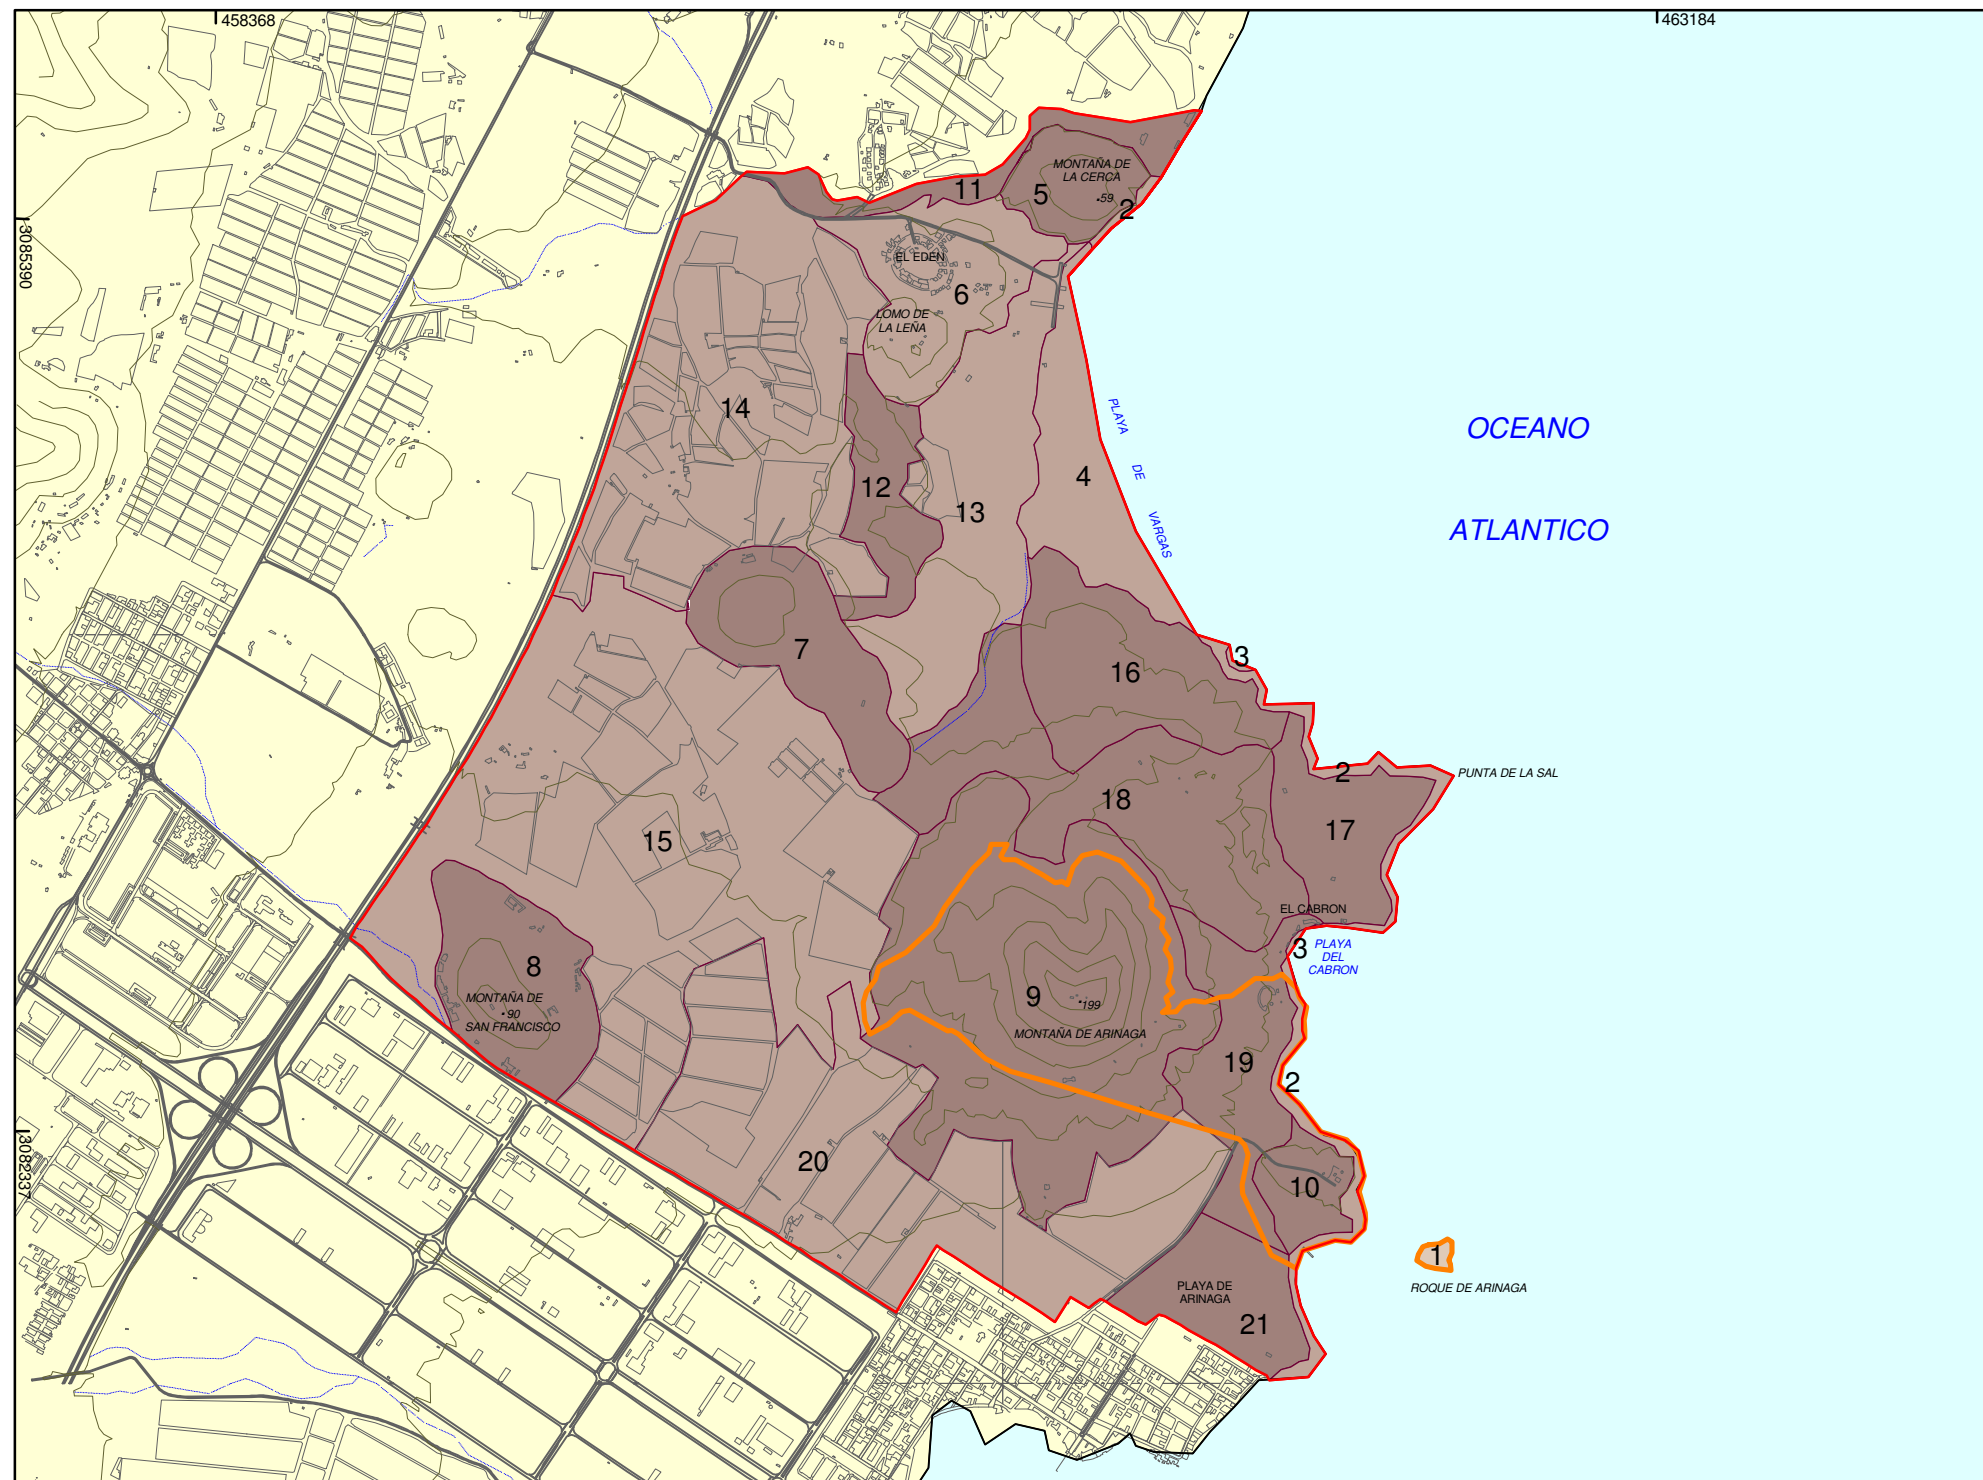 458368
463184
3085390
3082337
MONTAÑA DE
LA CERCA
59
11
5
2
EL EDEN
6
LOMO DE
LA LEÑA
14
PLAYA
DE
VARGAS
OCEANO
ATLANTICO
4
12
13
7
3
16
2
PUNTA DE LA SAL
18
17
15
EL CABRON
3
PLAYA
DEL
CABRON
8
MONTAÑA DE
90
SAN FRANCISCO
9
199
MONTAÑA DE ARINAGA
19
2
20
10
1
ROQUE DE ARINAGA
PLAYA DE
ARINAGA
21